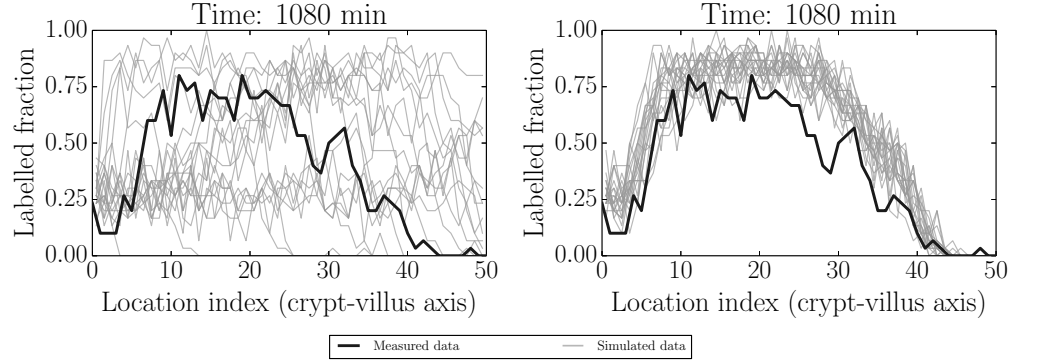 Time: 1080 min
Labelled fraction
1.00
0.75
0.50
0.25
0.00
0 10 20 30 40 50
Location index (crypt-villus axis)
Time: 1080 min
Labelled fraction
1.00
0.75
0.50
0.25
0.00
0 10 20 30 40 50
Location index (crypt-villus axis)
Measured data Simulated data